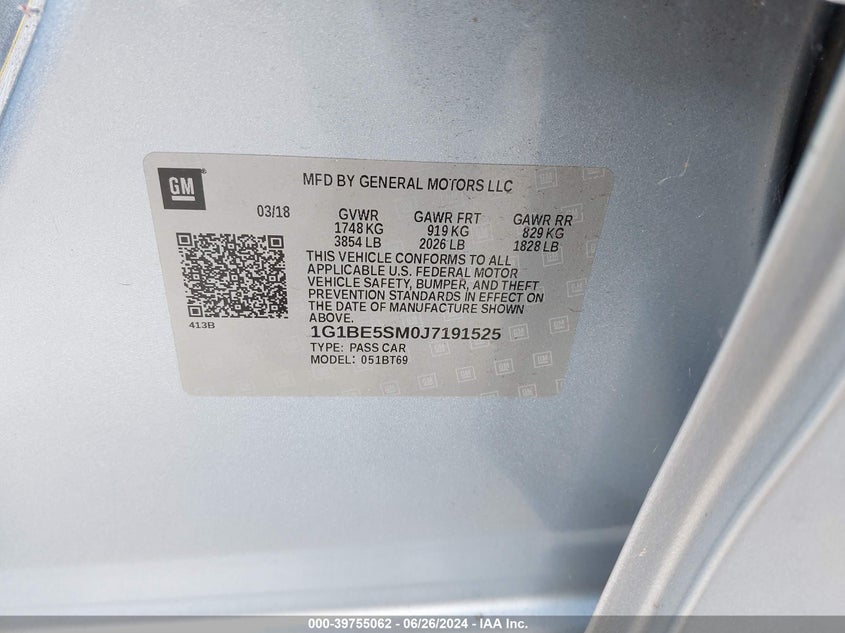 GM
MFD BY GENERAL MOTORS LLC
03/18 GVWR GAWR FRT GAWR RR
1748 KG 919 KG 829 KG
3854 LB 2026 LB 1828 LB
THIS VEHICLE CONFORMS TO ALL
APPLICABLE U.S. FEDERAL MOTOR
VEHICLE SAFETY, BUMPER, AND THEFT
PREVENTION STANDARDS IN EFFECT ON
THE DATE OF MANUFACTURE SHOWN
ABOVE.
413B
1G1BE5SM0J7191525
TYPE: PASS CAR
MODEL: 051BT69
000-39755062 - 06/26/2024 - IAA Inc.